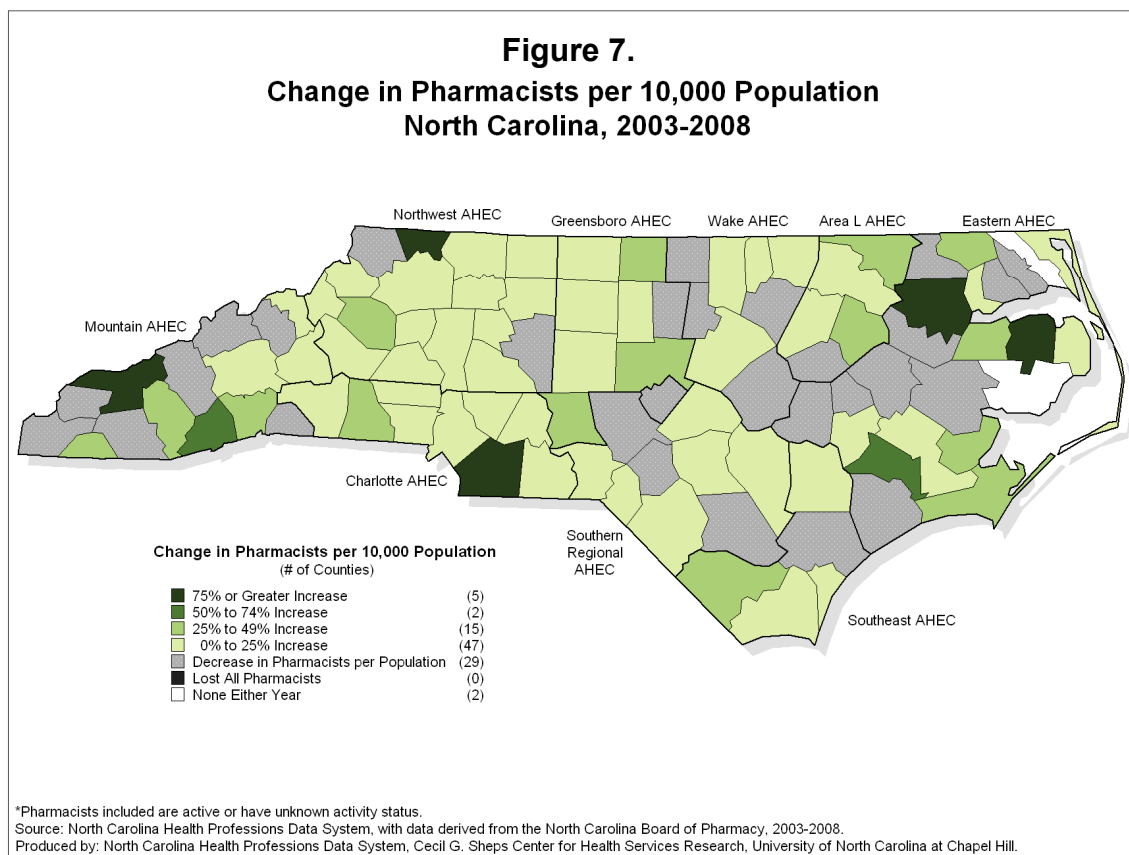 Figure 7.
Change in Pharmacists per 10,000 Population
North Carolina, 2003-2008
Northwest AHEC
Greensboro AHEC
Wake AHEC
Area L AHEC
Eastern AHEC
Mountain AHEC
Charlotte AHEC
Southern
Regional
AHEC
Southeast AHEC
Change in Pharmacists per 10,000 Population
(# of Counties)
75% or Greater Increase (5)
50% to 74% Increase (2)
25% to 49% Increase (15)
0% to 25% Increase (47)
Decrease in Pharmacists per Population (29)
Lost All Pharmacists (0)
None Either Year (2)
*Pharmacists included are active or have unknown activity status.
Source: North Carolina Health Professions Data System, with data derived from the North Carolina Board of Pharmacy, 2003-2008.
Produced by: North Carolina Health Professions Data System, Cecil G. Sheps Center for Health Services Research, University of North Carolina at Chapel Hill.